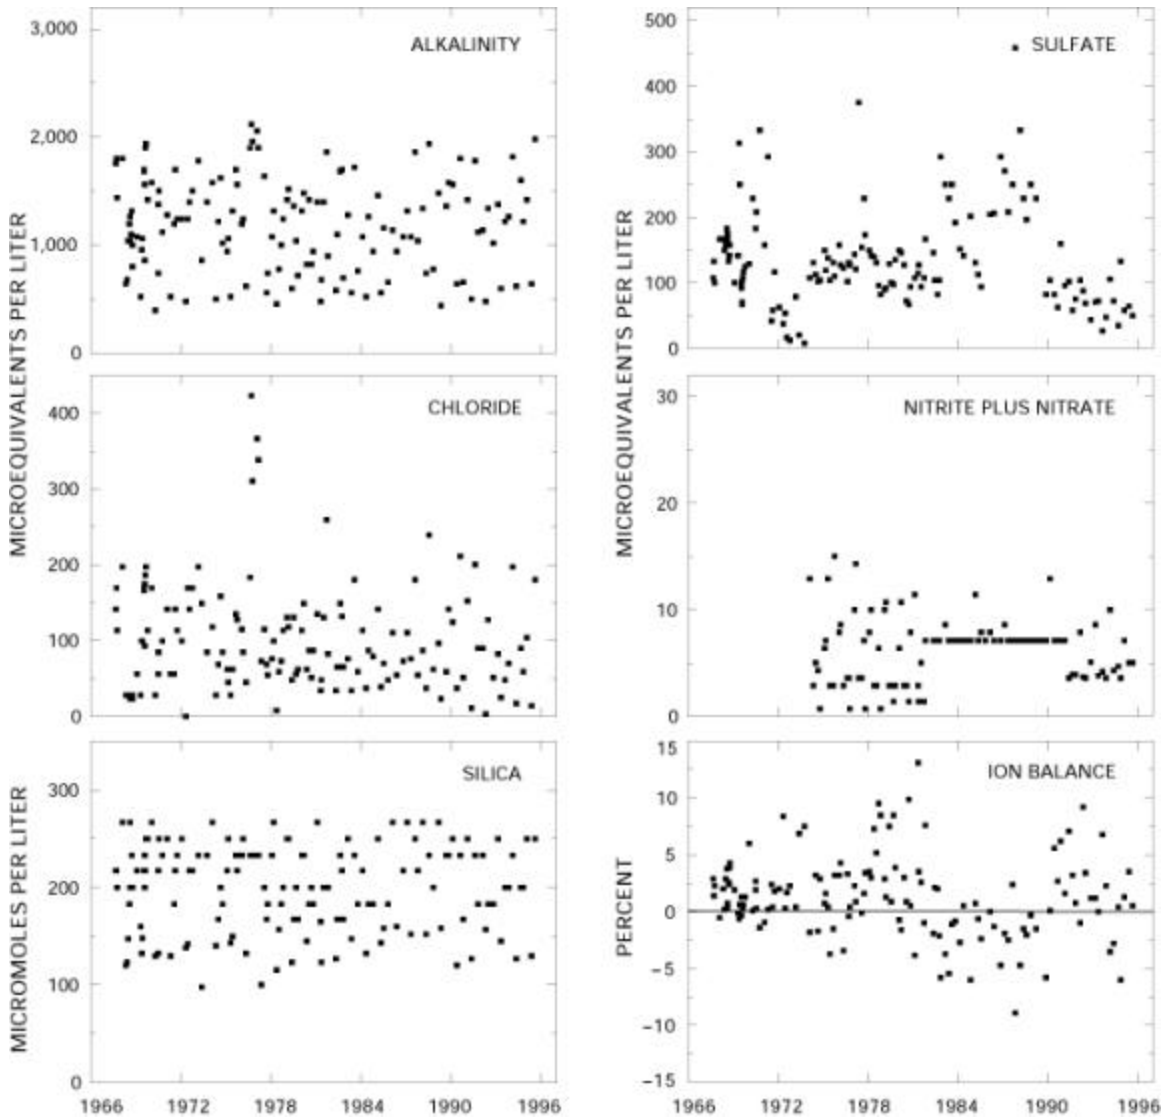 ALKALINITY
3,000
2,000
1,000
0
SULFATE
500
400
300
200
100
0
MICROEQUIVALENTS PER LITER
MICROEQUIVALENTS PER LITER
CHLORIDE
400
300
200
100
0
NITRITE PLUS NITRATE
30
20
10
0
SILICA
300
200
100
0
MICROMOLES PER LITER
1966 1972 1978 1984 1990 1996
ION BALANCE
15
10
5
0
−5
−10
−15
PERCENT
1966 1972 1978 1984 1990 1996